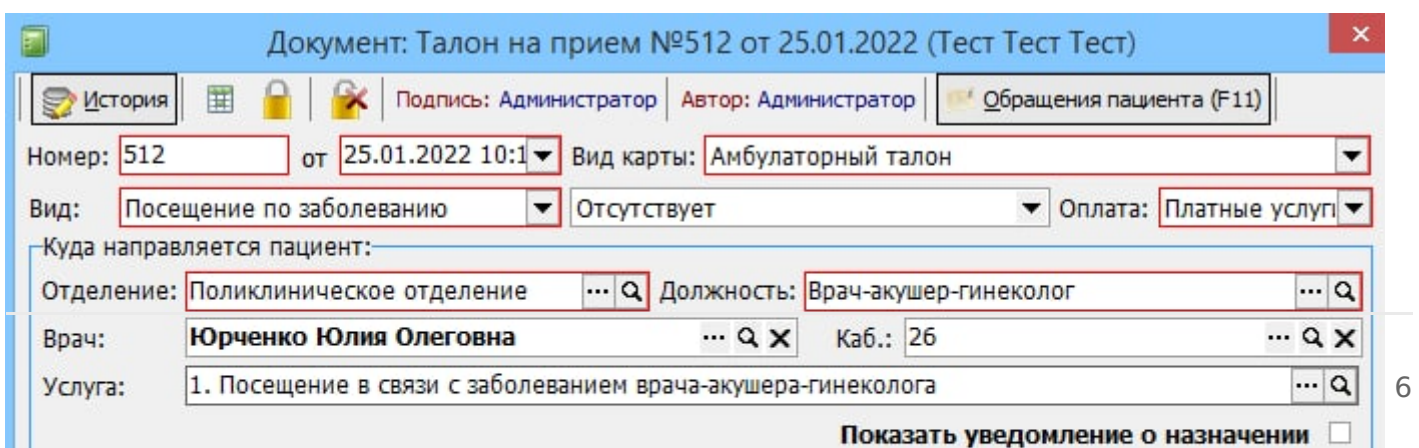 Документ: Талон на прием №512 от 25.01.2022 (Тест Тест Тест)
История Подпись: Администратор Автор: Администратор Обращения пациента (F11)
Номер: 512 от 25.01.2022 10:1 Вид карты: Амбулаторный талон
Вид: Посещение по заболеванию Отсутствует Оплата: Платные услуги
Куда направляется пациент:
Отделение: Поликлиническое отделение ... Должность: Врач-акушер-гинеколог ...
Врач: Юрченко Юлия Олеговна ... Каб.: 26 ...
Услуга: 1. Посещение в связи с заболеванием врача-акушера-гинеколога ... 6
Показать уведомление о назначении